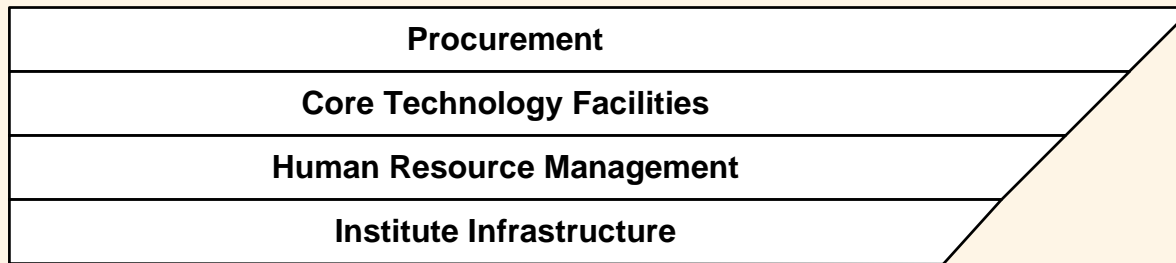 Procurement
Core Technology Facilities
Human Resource Management
Institute Infrastructure